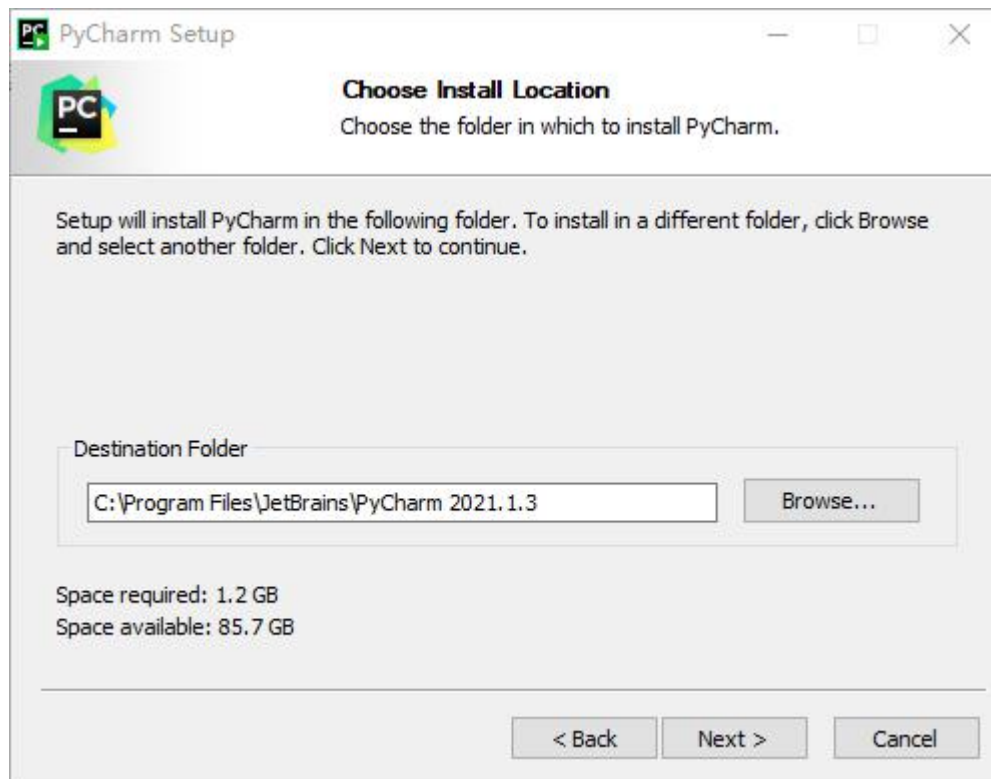 PyCharm Setup
PC
Choose Install Location
Choose the folder in which to install PyCharm.
Setup will install PyCharm in the following folder. To install in a different folder, click Browse
and select another folder. Click Next to continue.
Destination Folder
C:\Program Files\JetBrains\PyCharm 2021.1.3
Browse...
Space required: 1.2 GB
Space available: 85.7 GB
< Back
Next >
Cancel